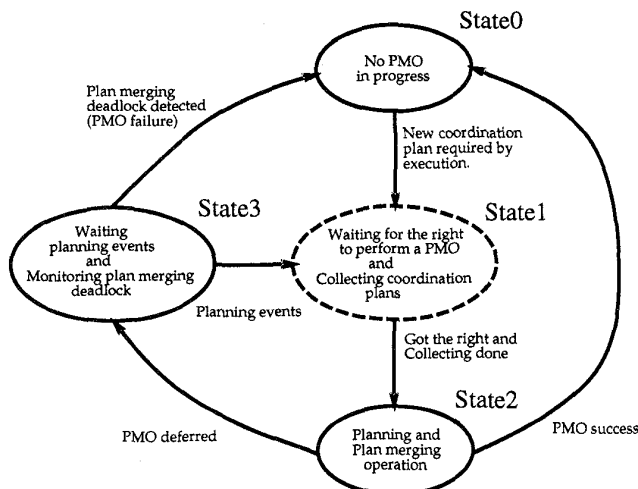 State0
No PMO
in progress
Plan merging
deadlock detected
(PMO failure)
New coordination
plan required by
execution.
State3
State1
Waiting
planning events
and
Monitoring plan merging
deadlock
Waiting for the right
to perform a PMO
and
Collecting coordination
plans
Planning events
Got the right and
Collecting done
State2
PMO deferred
Planning and
Plan merging
operation
PMO success